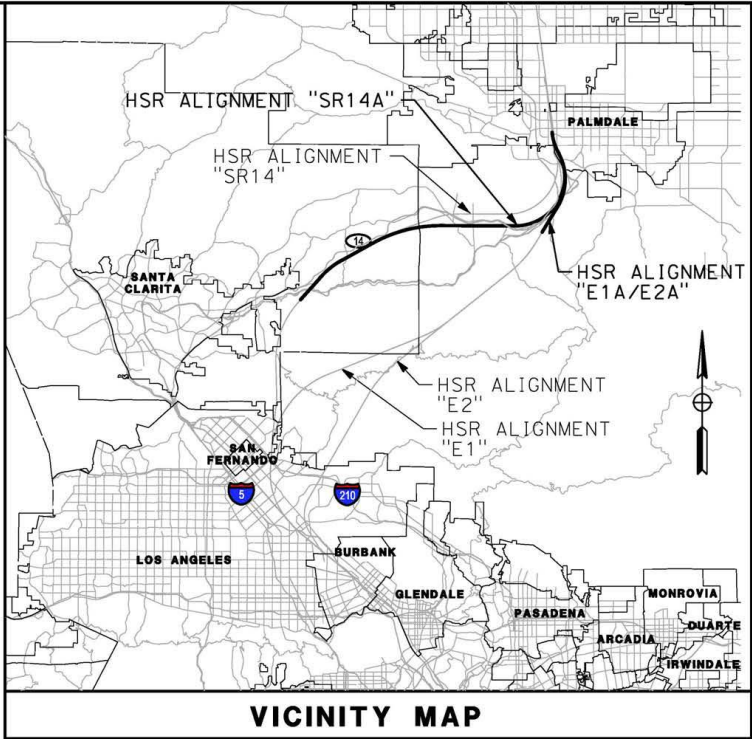 HSR ALIGNMENT "SR14A"
PALMDALE
HSR ALIGNMENT
"SR14"
14
SANTA
CLARITA
HSR ALIGNMENT
"E1A/E2A"
HSR ALIGNMENT
"E2"
HSR ALIGNMENT
"E1"
SAN
FERNANDO
5
210
LOS ANGELES
BURBANK
GLENDALE
PASADENA
MONROVIA
ARCADIA
DUARTE
IRWINDALE
VICINITY MAP